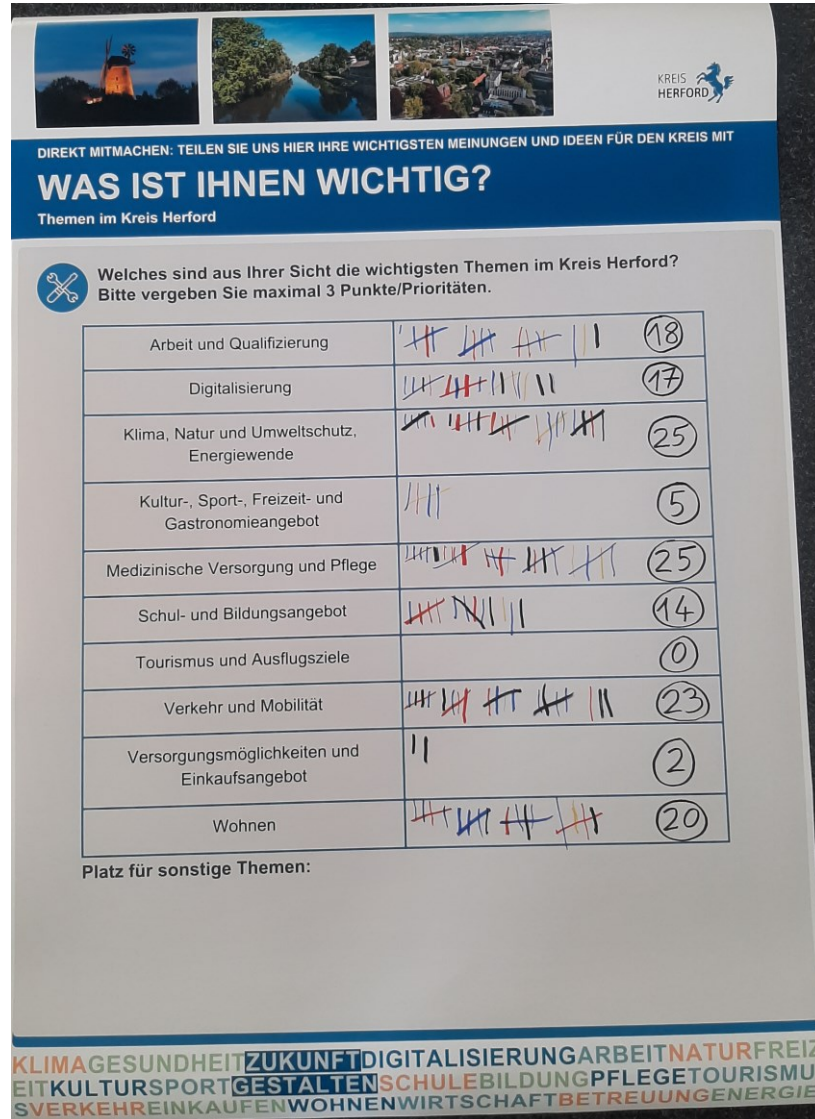 KREIS
HERFORD
DIREKT MITMACHEN: TEILEN SIE UNS HIER IHRE WICHTIGSTEN MEINUNGEN UND IDEEN FÜR DEN KREIS MIT
WAS IST IHNEN WICHTIG?
Themen im Kreis Herford
Welches sind aus Ihrer Sicht die wichtigsten Themen im Kreis Herford?
Bitte vergeben Sie maximal 3 Punkte/Prioritäten.
Arbeit und Qualifizierung 18
Digitalisierung 17
Klima, Natur und Umweltschutz,
Energiewende 25
Kultur-, Sport-, Freizeit- und
Gastronomieangebot 5
Medizinische Versorgung und Pflege 25
Schul- und Bildungsangebot 14
Tourismus und Ausflugsziele 0
Verkehr und Mobilität 23
Versorgungsmöglichkeiten und
Einkaufsangebot 2
Wohnen 20
Platz für sonstige Themen:
KLIMAGESUNDHEITZUKUNFTDIGITALISIERUNGARBEITNATURFREIZ
EITKULTURSPORTGESTALTENSCHULEBILDUNGPFLEGETOURISMU
SVERKEHREINKAUFENWOHNENWIRTSCHAFTBETREUUNGENERGIE